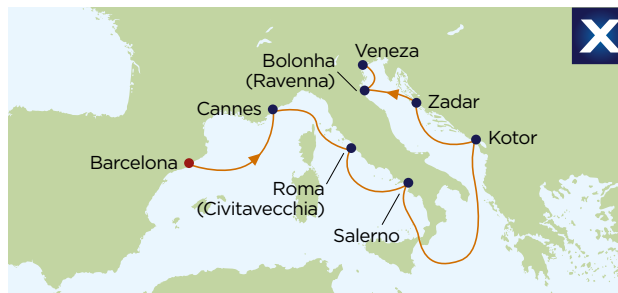 X
Veneza
Bolonha
(Ravenna)
Zadar
Cannes
Kotor
Barcelona
Roma
(Civitavecchia)
Salerno